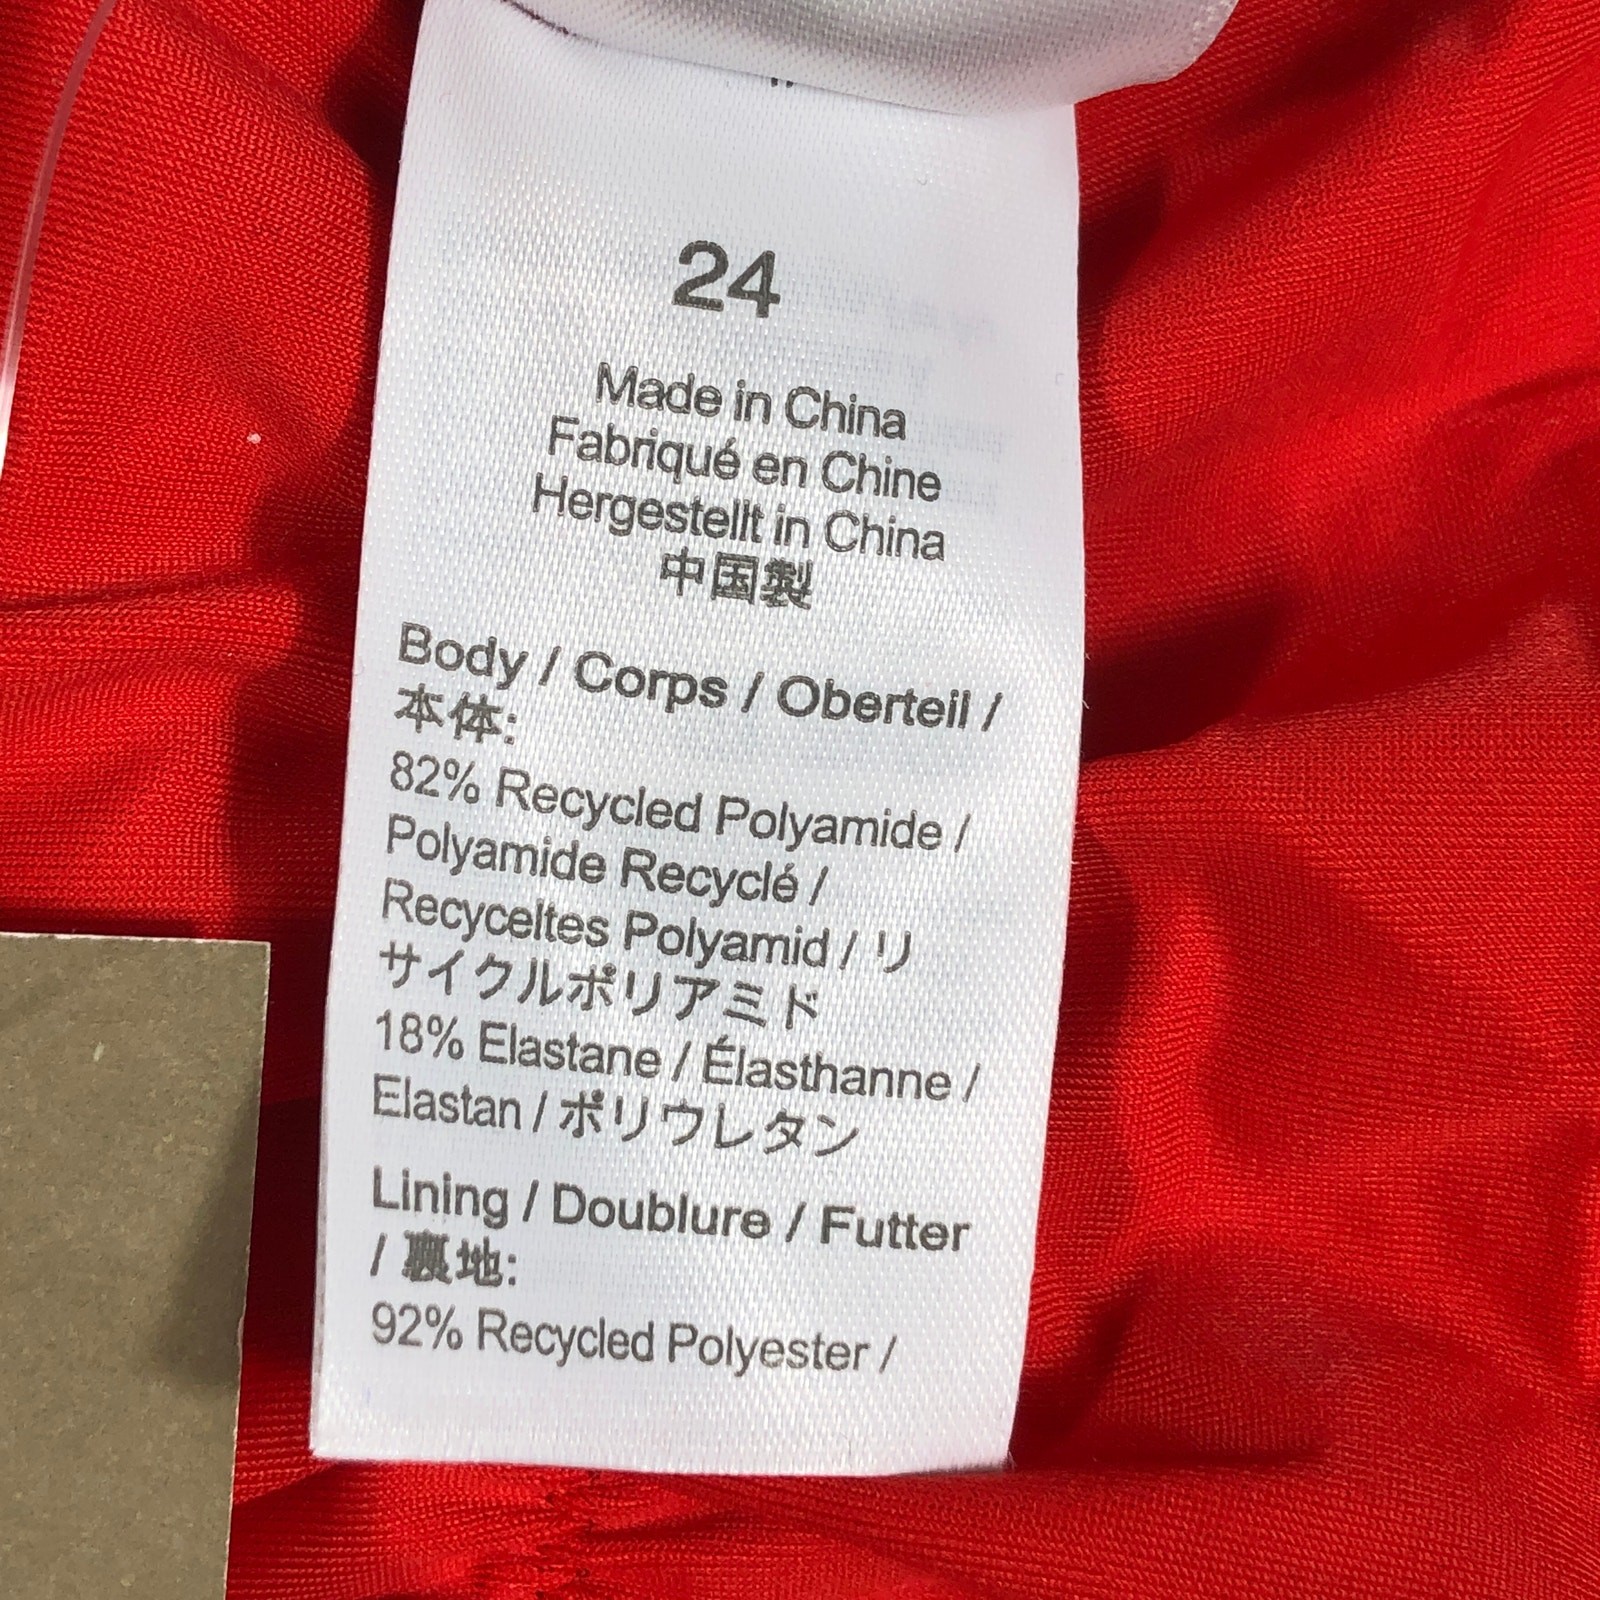 24
Made in China
Fabriqué en Chine
Hergestellt in China
中国製
Body / Corps / Oberteil /
本体:
82% Recycled Polyamide /
Polyamide Recyclé /
Recyceltes Polyamid / リ
サイクルポリアミド
18% Elastane / Élasthanne /
Elastan / ポリウレタン
Lining / Doublure / Futter
/ 裏地:
92% Recycled Polyester /